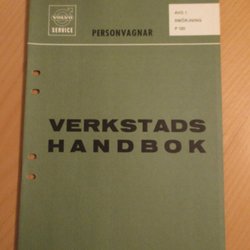 VOLVO
SERVICE
PERSONVAGNAR
AVD. 1
SMÖRJNING
P 120
VERKSTADS
HANDBOK